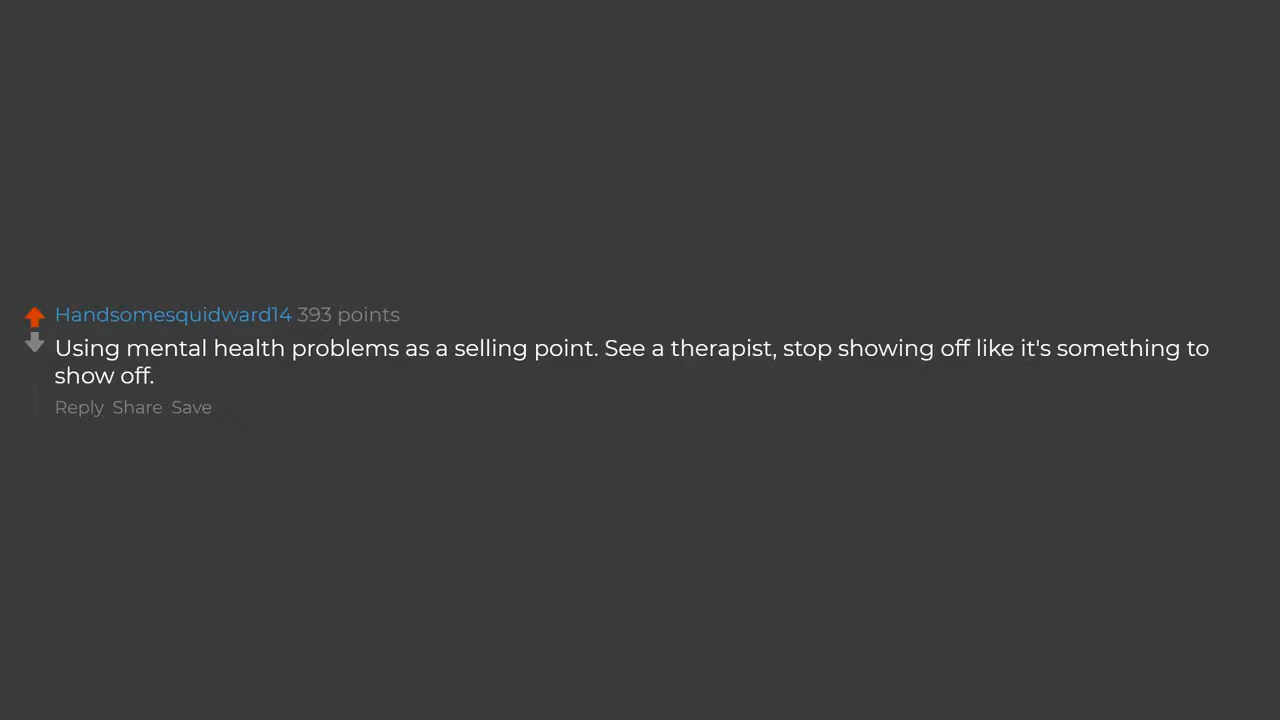 Handsomesquidward14 393 points
Using mental health problems as a selling point. See a therapist, stop showing off like it's something to
show off.
Reply Share Save